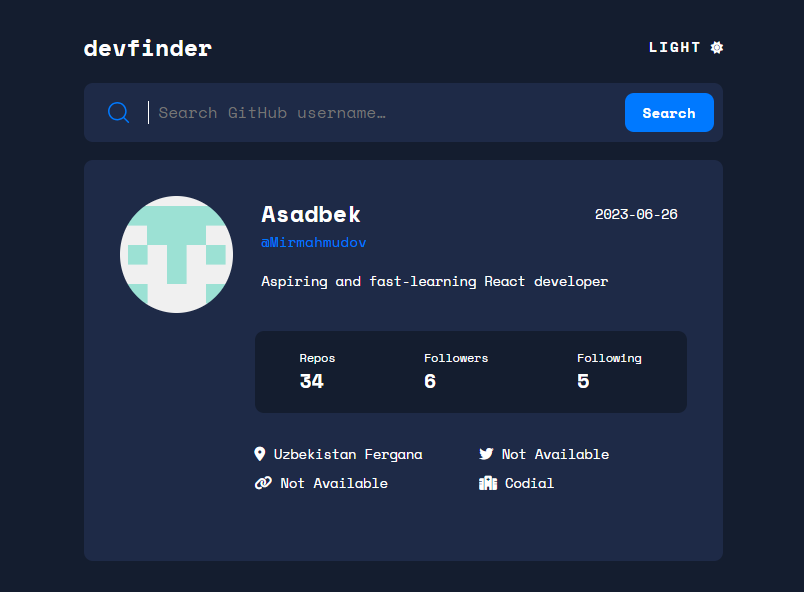 devfinder
LIGHT
Search GitHub username…
Search
Asadbek
2023-06-26
@Mirmahmudov
Aspiring and fast-learning React developer
Repos Followers Following
34 6 5
Uzbekistan Fergana
Not Available
Not Available
Codial